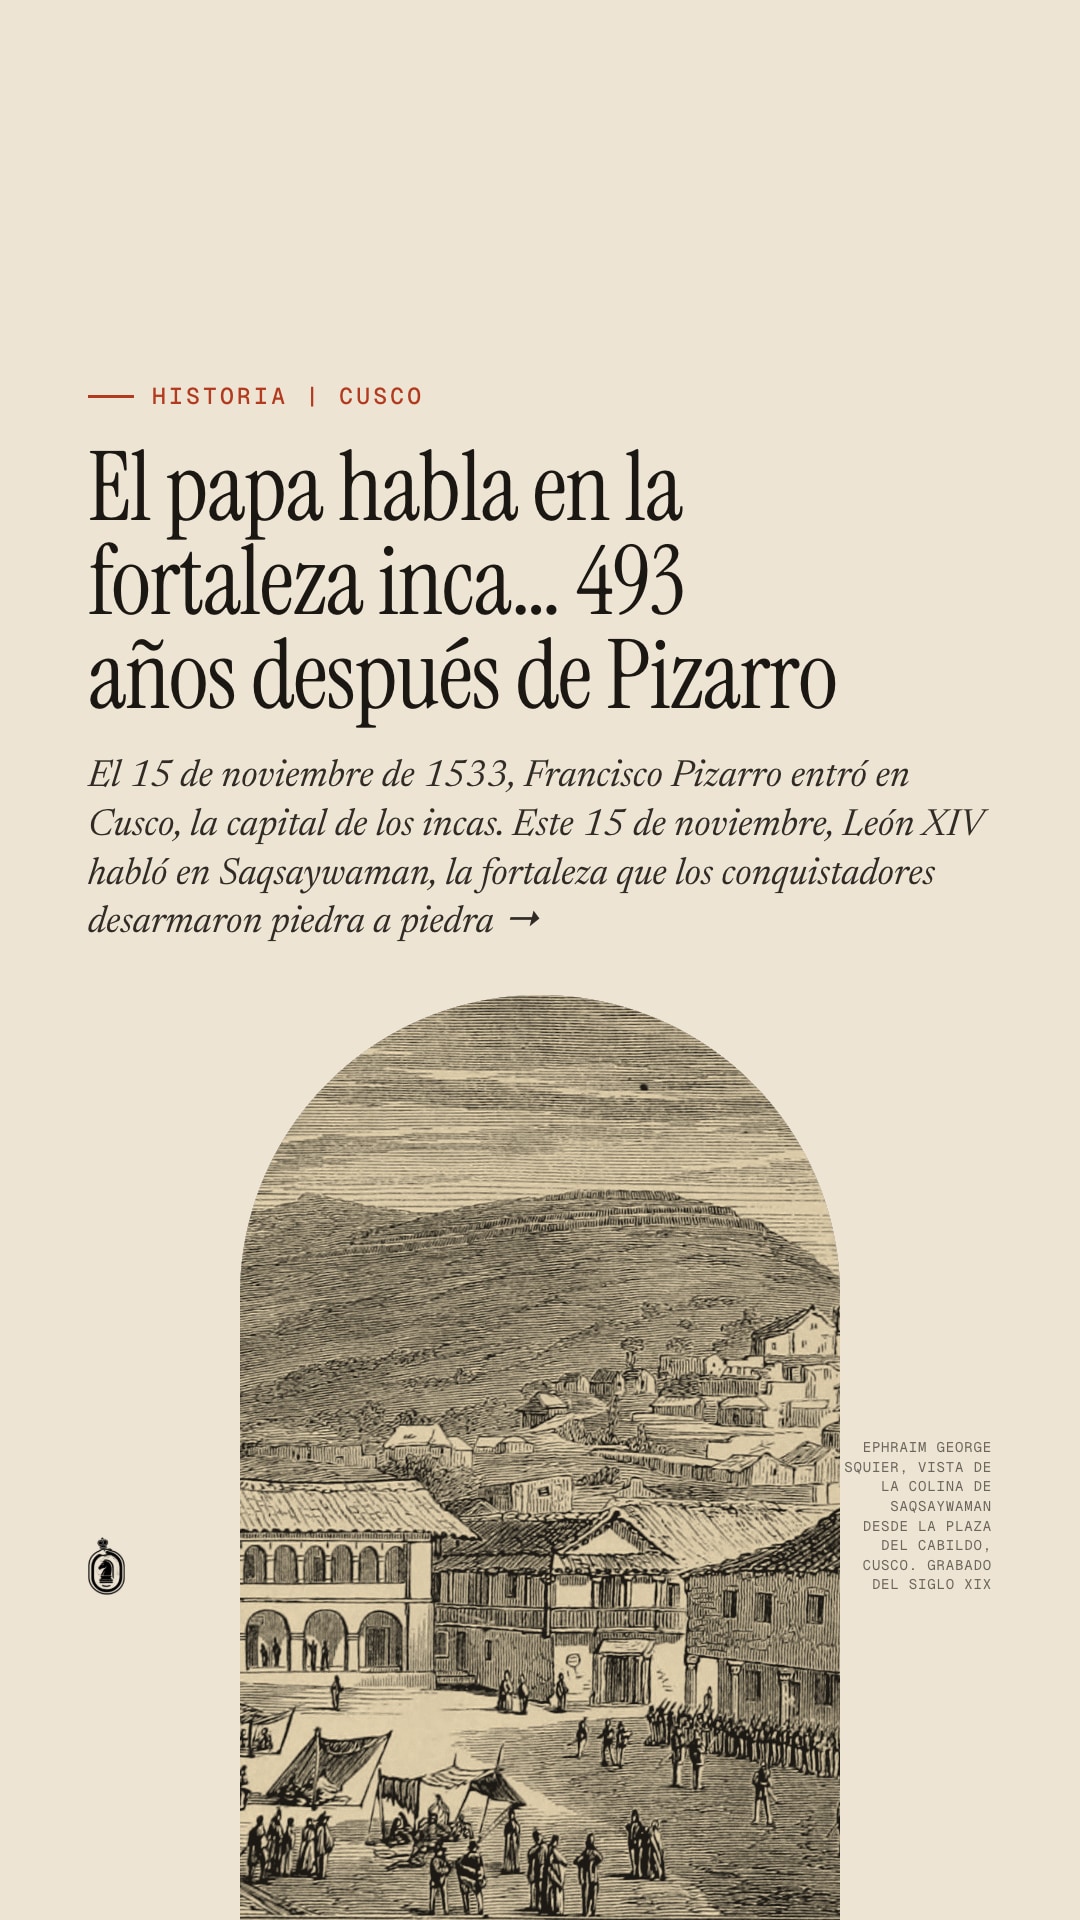 HISTORIA | CUSCO
El papa habla en la
fortaleza inca... 493
años después de Pizarro
El 15 de noviembre de 1533, Francisco Pizarro entró en
Cusco, la capital de los incas. Este 15 de noviembre, León XIV
habló en Saqsaywaman, la fortaleza que los conquistadores
desarmaron piedra a piedra →
EPHRAIM GEORGE
SQUIER, VISTA DE
LA COLINA DE
SAQSAYWAMAN
DESDE LA PLAZA
DEL CABILDO,
CUSCO. GRABADO
DEL SIGLO XIX